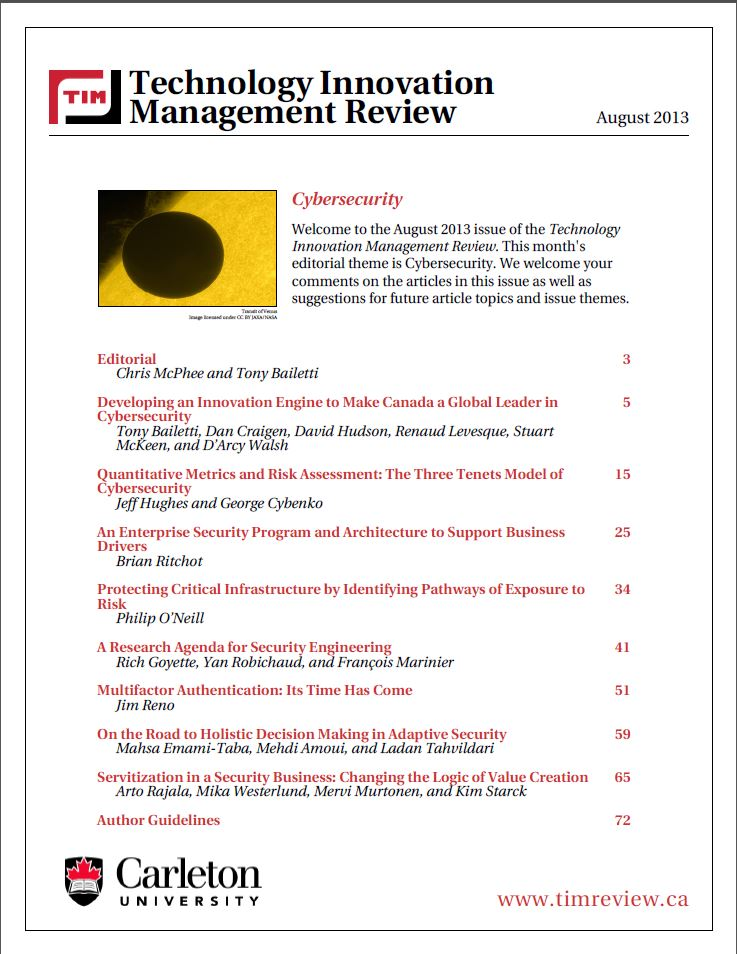 TIM
Technology Innovation
Management Review
August 2013
Cybersecurity
Welcome to the August 2013 issue of the Technology
Innovation Management Review. This month's
editorial theme is Cybersecurity. We welcome your
comments on the articles in this issue as well as
suggestions for future article topics and issue themes.
Transit of Venus
Image licensed under CC BY JAXA/NASA
Editorial 3
Chris McPhee and Tony Bailetti
Developing an Innovation Engine to Make Canada a Global Leader in 5
Cybersecurity
Tony Bailetti, Dan Craigen, David Hudson, Renaud Levesque, Stuart
McKeen, and D'Arcy Walsh
Quantitative Metrics and Risk Assessment: The Three Tenets Model of 15
Cybersecurity
Jeff Hughes and George Cybenko
An Enterprise Security Program and Architecture to Support Business 25
Drivers
Brian Ritchot
Protecting Critical Infrastructure by Identifying Pathways of Exposure to 34
Risk
Philip O'Neill
A Research Agenda for Security Engineering 41
Rich Goyette, Yan Robichaud, and François Marinier
Multifactor Authentication: Its Time Has Come 51
Jim Reno
On the Road to Holistic Decision Making in Adaptive Security 59
Mahsa Emami-Taba, Mehdi Amoui, and Ladan Tahvildari
Servitization in a Security Business: Changing the Logic of Value Creation 65
Arto Rajala, Mika Westerlund, Mervi Murtonen, and Kim Starck
Author Guidelines 72
Carleton
UNIVERSITY
www.timreview.ca